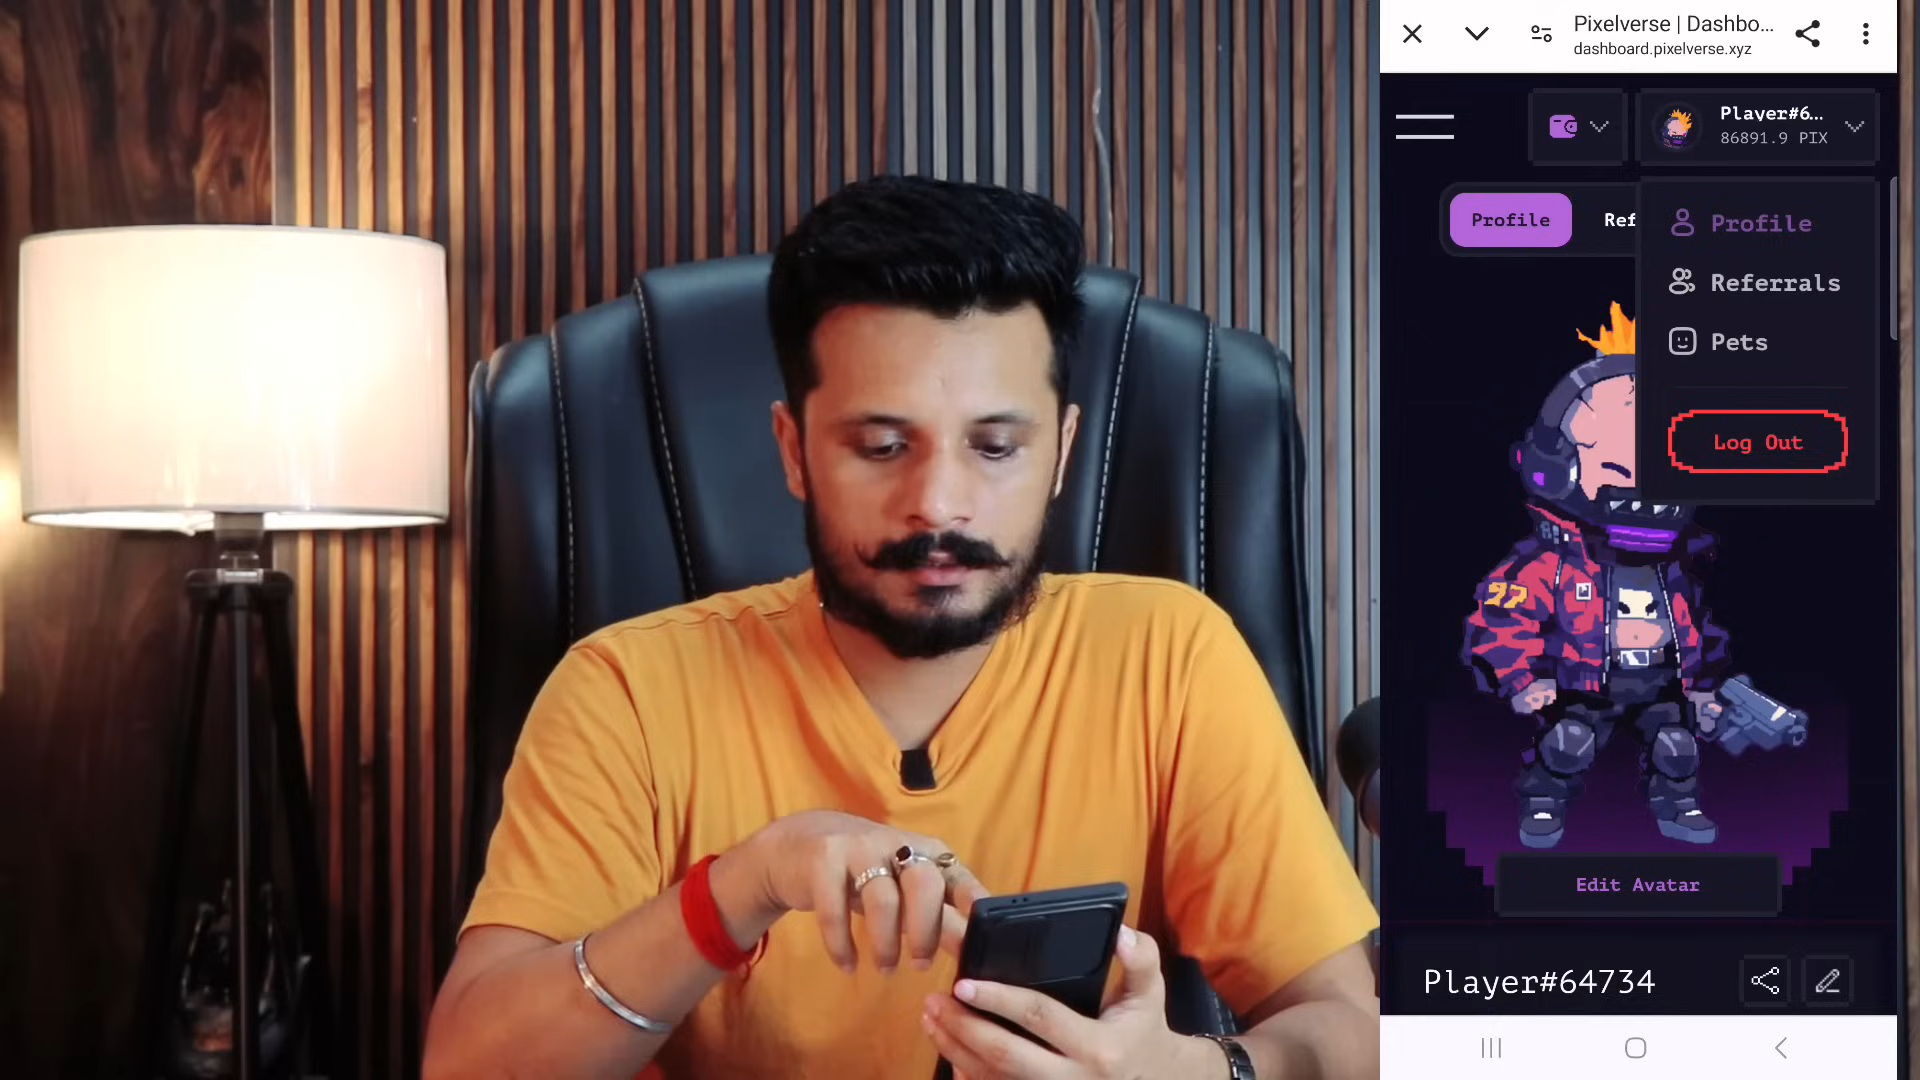 Pixelverse | Dashbo...
dashboard.pixelverse.xyz
Player#6...
86891.9 PIX
Profile
Ref
Profile
Referrals
Pets
Log Out
97
Edit Avatar
Player#64734